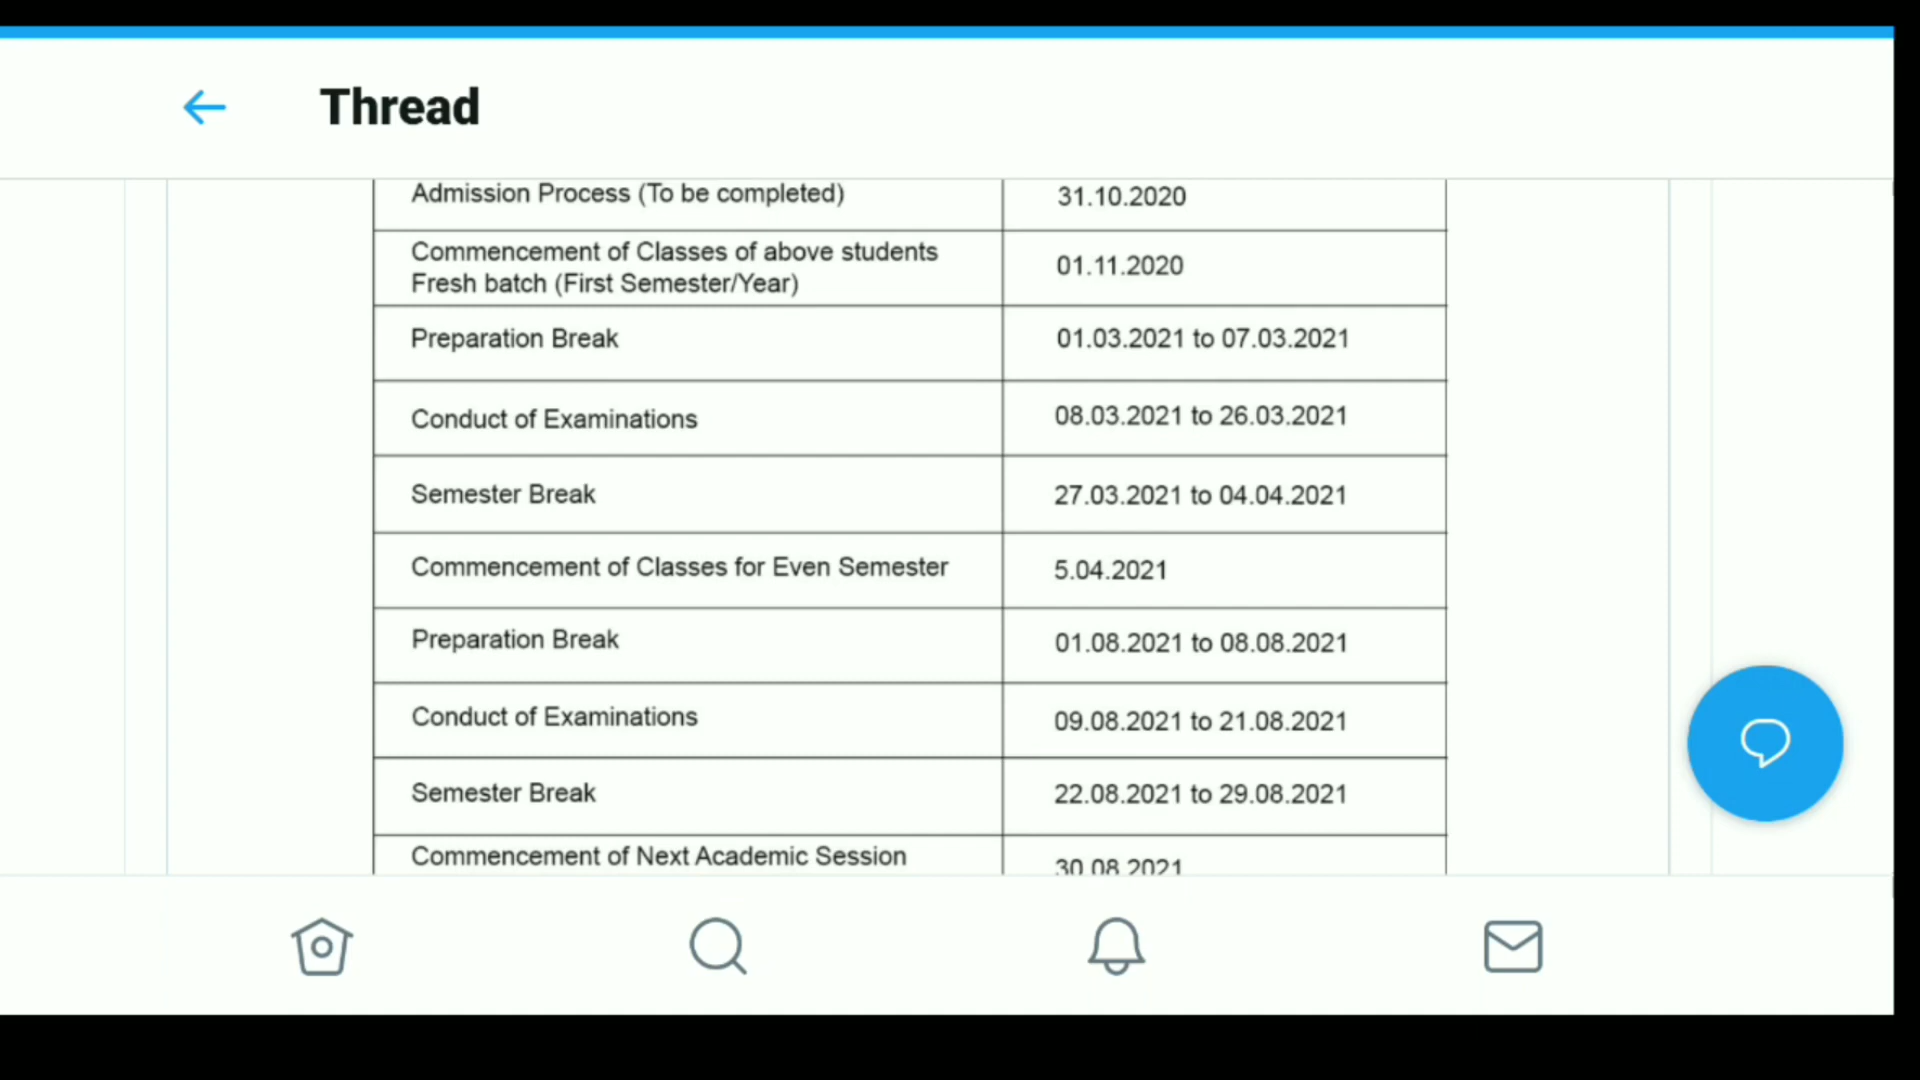 Thread
Admission Process (To be completed) 31.10.2020
Commencement of Classes of above students
Fresh batch (First Semester/Year) 01.11.2020
Preparation Break 01.03.2021 to 07.03.2021
Conduct of Examinations 08.03.2021 to 26.03.2021
Semester Break 27.03.2021 to 04.04.2021
Commencement of Classes for Even Semester 5.04.2021
Preparation Break 01.08.2021 to 08.08.2021
Conduct of Examinations 09.08.2021 to 21.08.2021
Semester Break 22.08.2021 to 29.08.2021
Commencement of Next Academic Session 30.08.2021